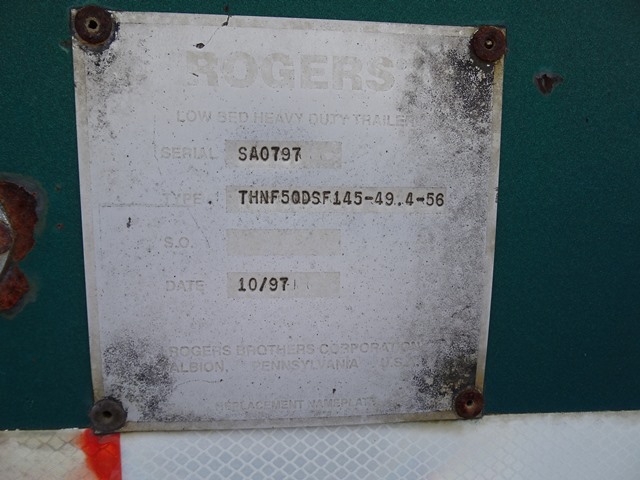 ROGERS
LOW BED HEAVY DUTY TRAILER
SERIAL SA0797
TYPE. THNF50DSF145-49.4-56
S.O.
DATE 10/97
ROGERS BROTHERS CORPORATION
ALBION, PENNSYLVANIA U.S.
REPLACEMENT NAMEPLATE